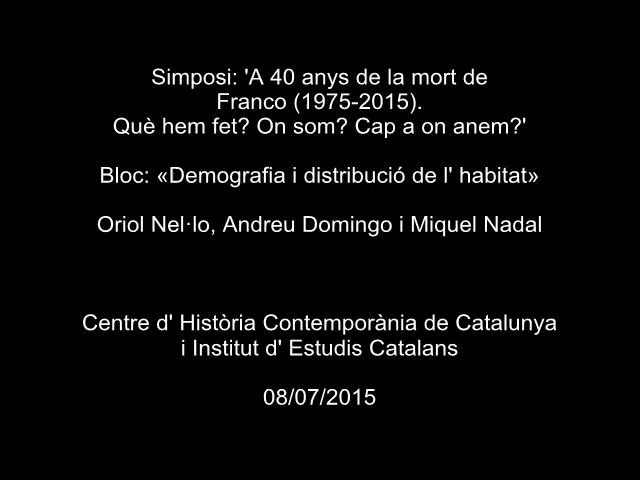 Simposi: 'A 40 anys de la mort de
Franco (1975-2015).
Què hem fet? On som? Cap a on anem?'
Bloc: «Demografia i distribució de l' habitat»
Oriol Nel·lo, Andreu Domingo i Miquel Nadal
Centre d' Història Contemporània de Catalunya
i Institut d' Estudis Catalans
08/07/2015